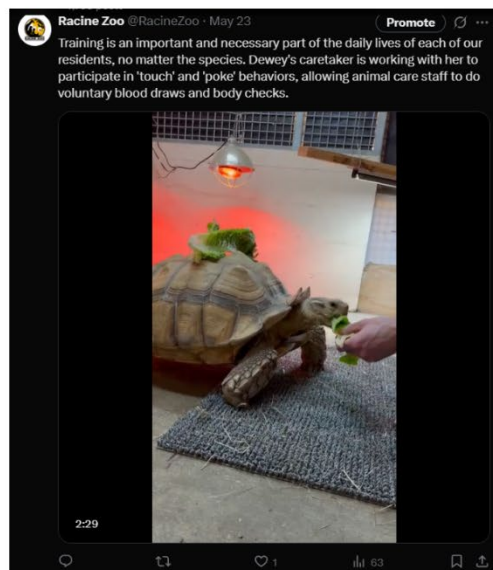 Racine Zoo @RacineZoo · May 23
Promote
Training is an important and necessary part of the daily lives of each of our
residents, no matter the species. Dewey's caretaker is working with her to
participate in 'touch' and 'poke' behaviors, allowing animal care staff to do
voluntary blood draws and body checks.
2:29
1
63